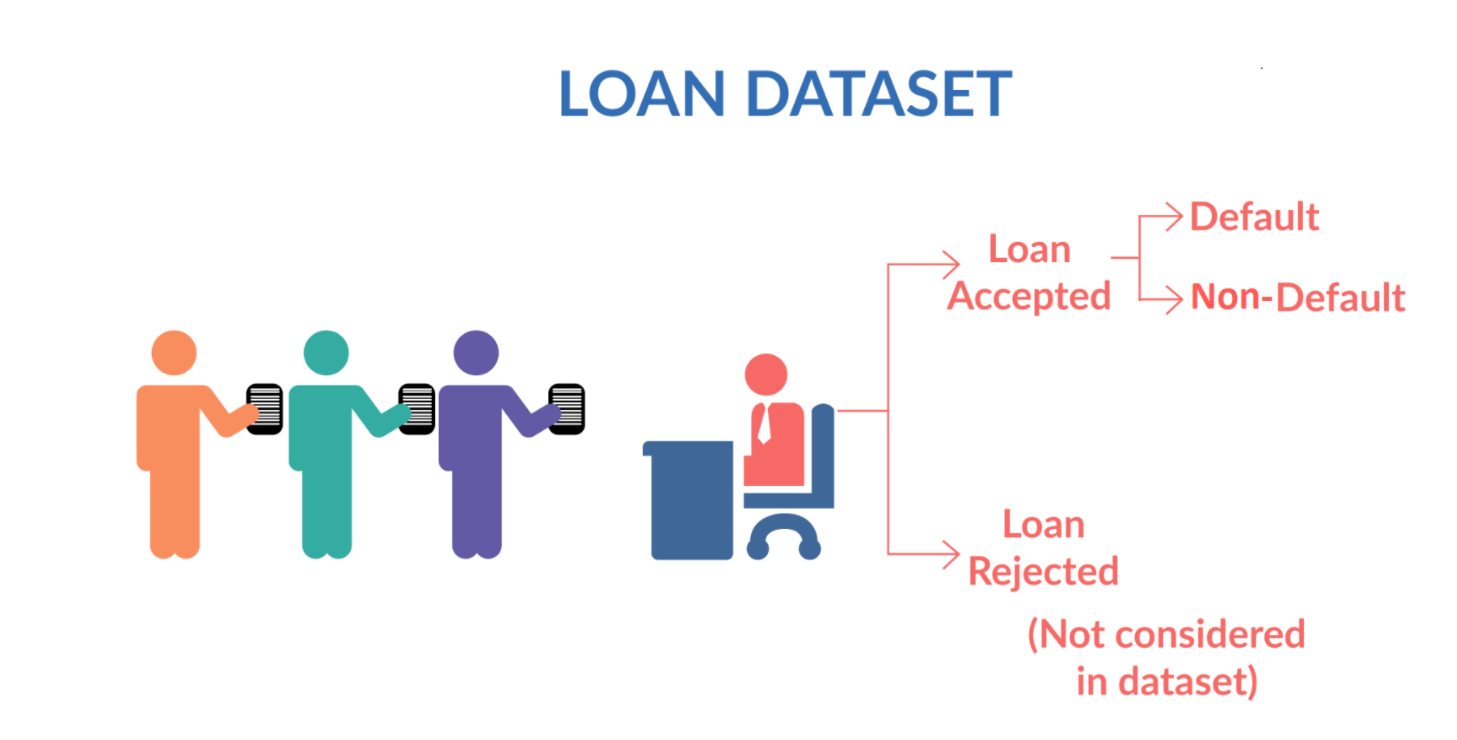 LOAN DATASET
Default
Loan
Accepted
Non-Default
Loan
Rejected
(Not considered
in dataset)